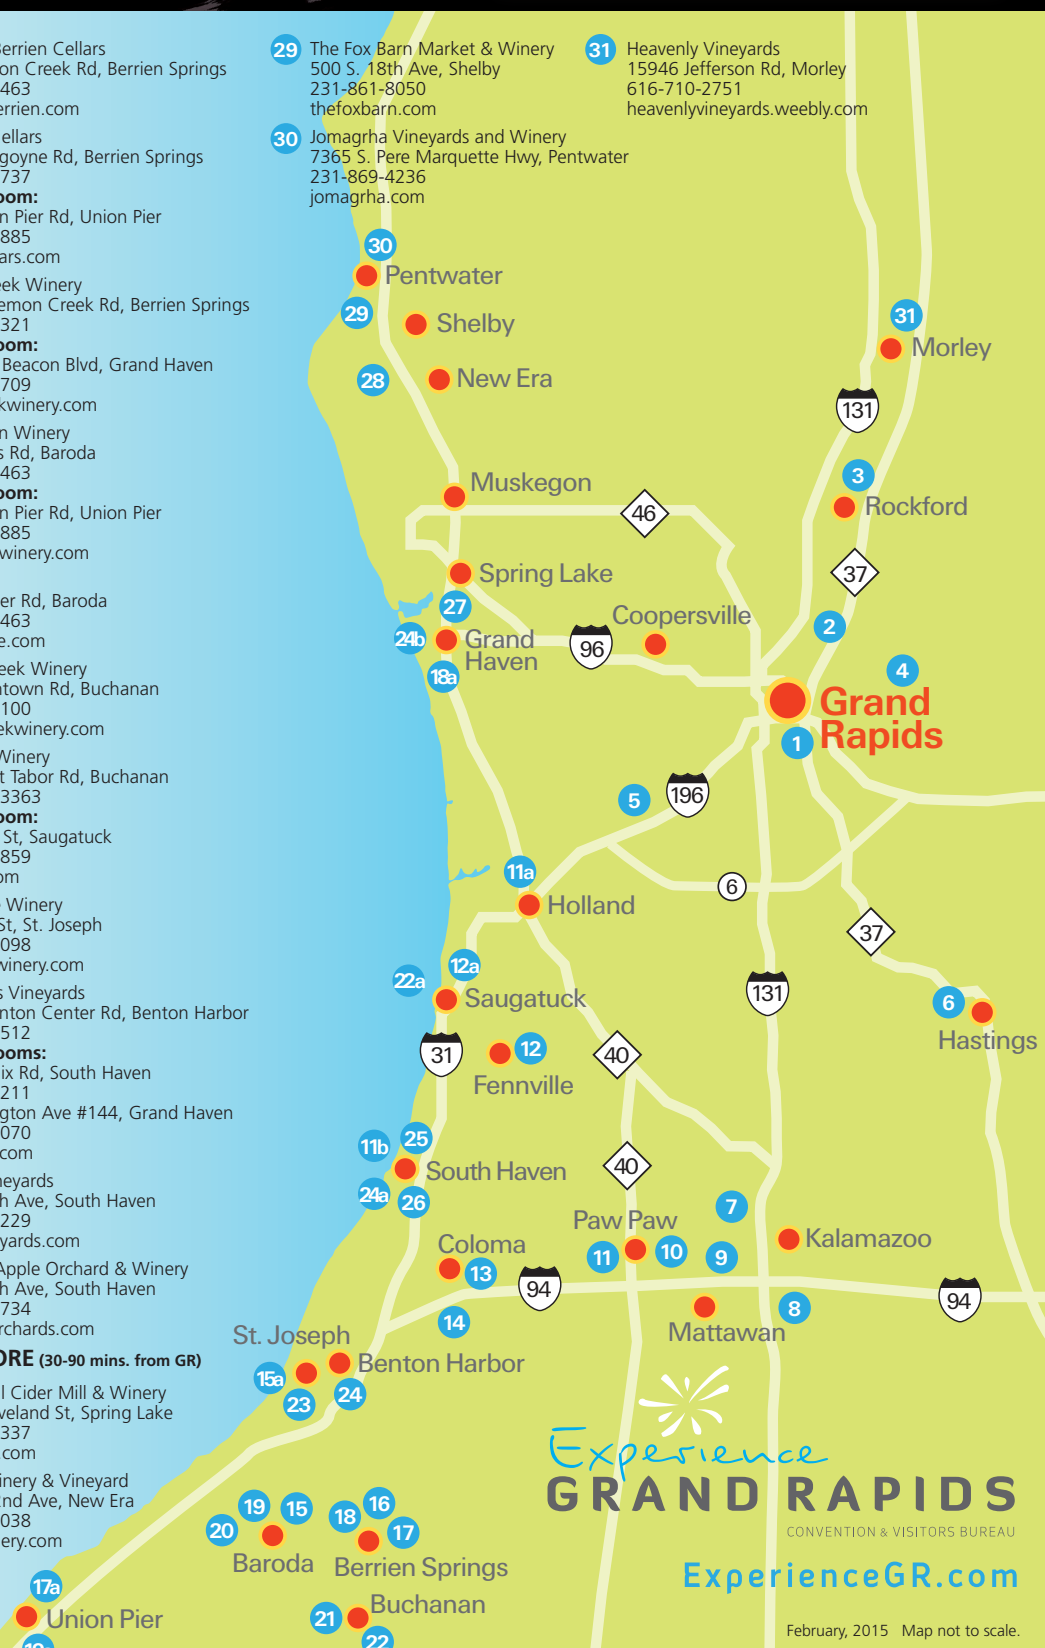 Berrien Cellars
on Creek Rd, Berrien Springs
463
errien.com
ellars
goyne Rd, Berrien Springs
737
oom:
n Pier Rd, Union Pier
885
ars.com
ek Winery
emon Creek Rd, Berrien Springs
321
oom:
Beacon Blvd, Grand Haven
709
kwinery.com
n Winery
s Rd, Baroda
463
oom:
n Pier Rd, Union Pier
885
winery.com
er Rd, Baroda
463
e.com
eek Winery
ntown Rd, Buchanan
100
ekwinery.com
Winery
t Tabor Rd, Buchanan
3363
oom:
St, Saugatuck
859
om
Winery
St, St. Joseph
098
winery.com
s Vineyards
nton Center Rd, Benton Harbor
512
ooms:
ix Rd, South Haven
211
gton Ave #144, Grand Haven
070
.com
neyards
h Ave, South Haven
229
yards.com
Apple Orchard & Winery
h Ave, South Haven
734
rchards.com
ORE (30-90 mins. from GR)
l Cider Mill & Winery
eveland St, Spring Lake
337
.com
inery & Vineyard
2nd Ave, New Era
038
ery.com
29 The Fox Barn Market & Winery
500 S. 18th Ave, Shelby
231-861-8050
thefoxbarn.com
30 Jomagrha Vineyards and Winery
7365 S. Pere Marquette Hwy, Pentwater
231-869-4236
jomagrha.com
31 Heavenly Vineyards
15946 Jefferson Rd, Morley
616-710-2751
heavenlyvineyards.weebly.com
30
Pentwater
29
Shelby
31
Morley
28
New Era
131
3
Rockford
Muskegon
46
37
Spring Lake
27
Coopersville
2
24b
Grand
Haven
96
18a
4
Grand
Rapids
1
5
196
11a
6
Holland
37
12a
22a
Saugatuck
131
6
Hastings
31
12
40
Fennville
11b
25
South Haven
40
24a
26
7
Paw Paw
Coloma
11
10
9
Kalamazoo
13
94
94
8
14
Mattawan
St. Joseph
Benton Harbor
15a
23
24
Experience
GRAND RAPIDS
CONVENTION & VISITORS BUREAU
ExperienceGR.com
19
15
18
16
20
17
Baroda
Berrien Springs
17a
Union Pier
21
Buchanan
22
February, 2015 Map not to scale.